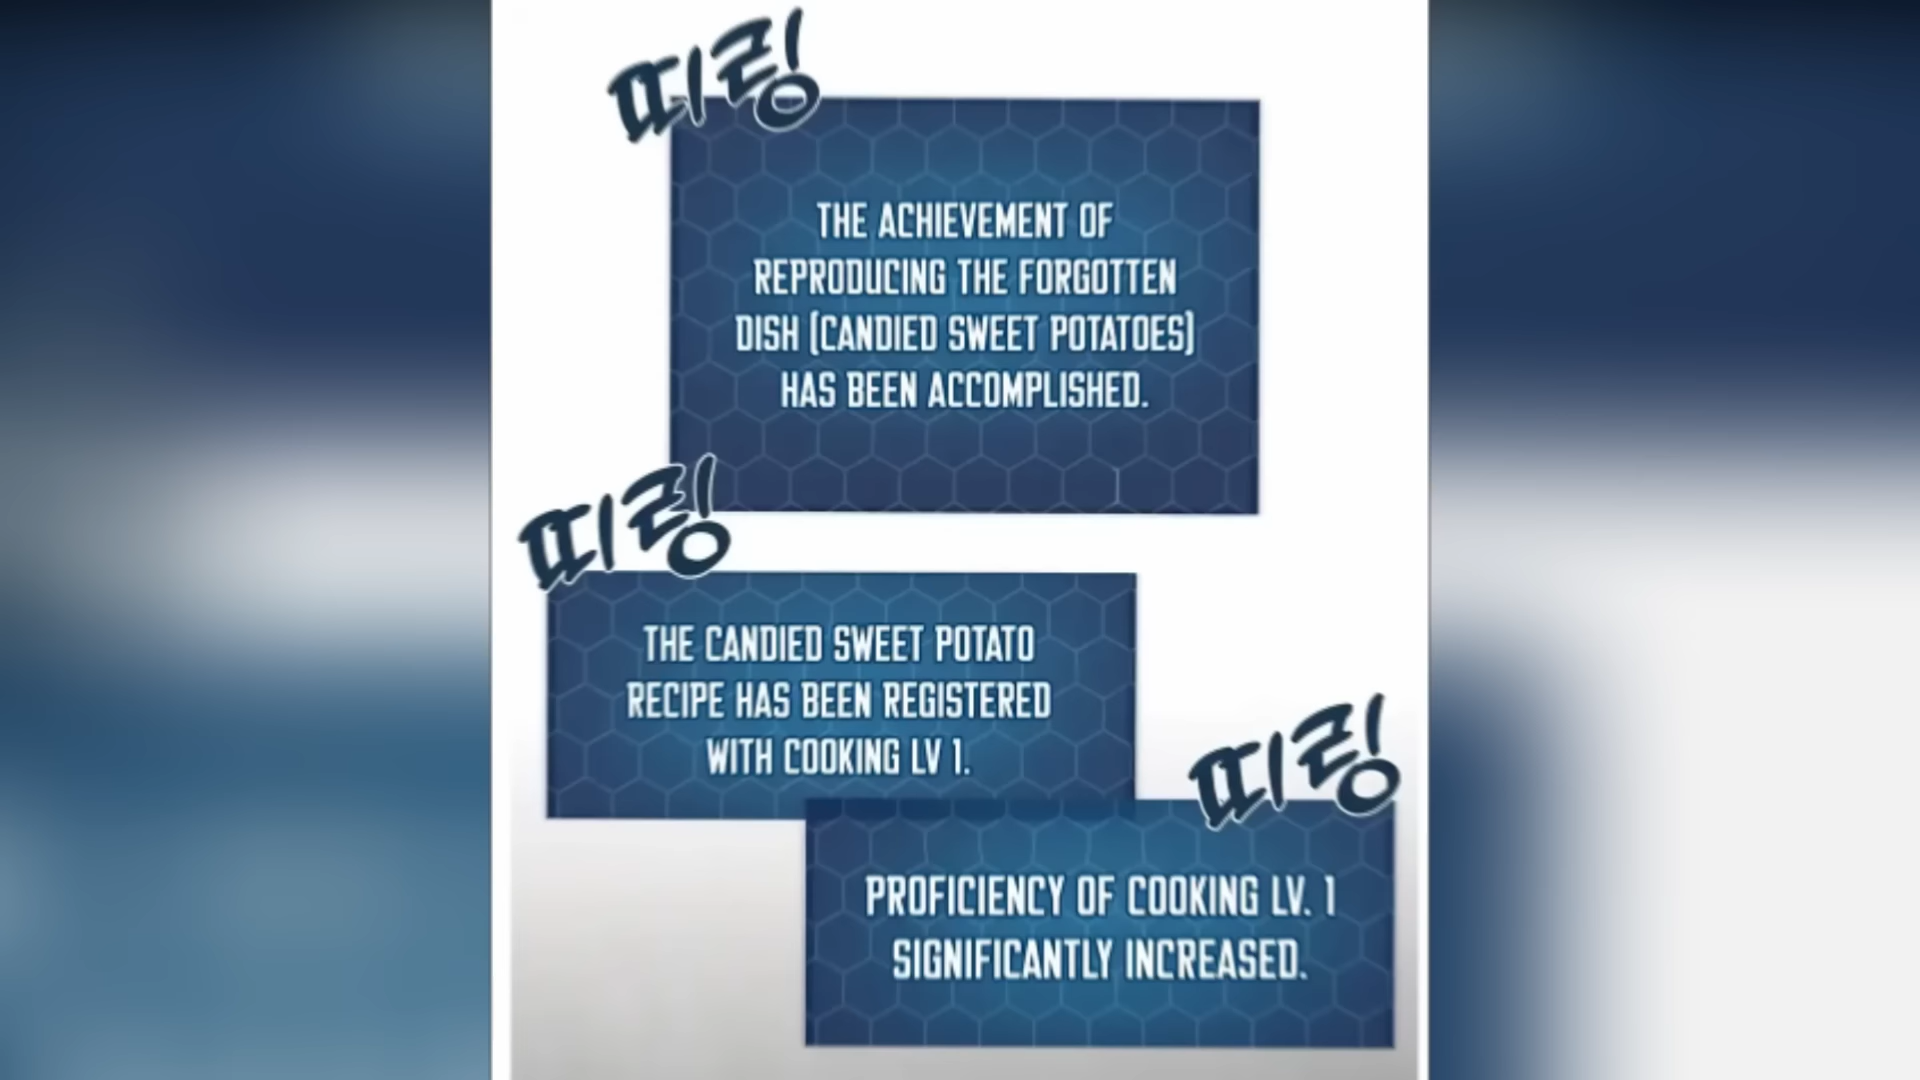 띠링
THE ACHIEVEMENT OF
REPRODUCING THE FORGOTTEN
DISH (CANDIED SWEET POTATOES)
HAS BEEN ACCOMPLISHED.
띠링
THE CANDIED SWEET POTATO
RECIPE HAS BEEN REGISTERED
WITH COOKING LV 1.
띠링
PROFICIENCY OF COOKING LV. 1
SIGNIFICANTLY INCREASED.